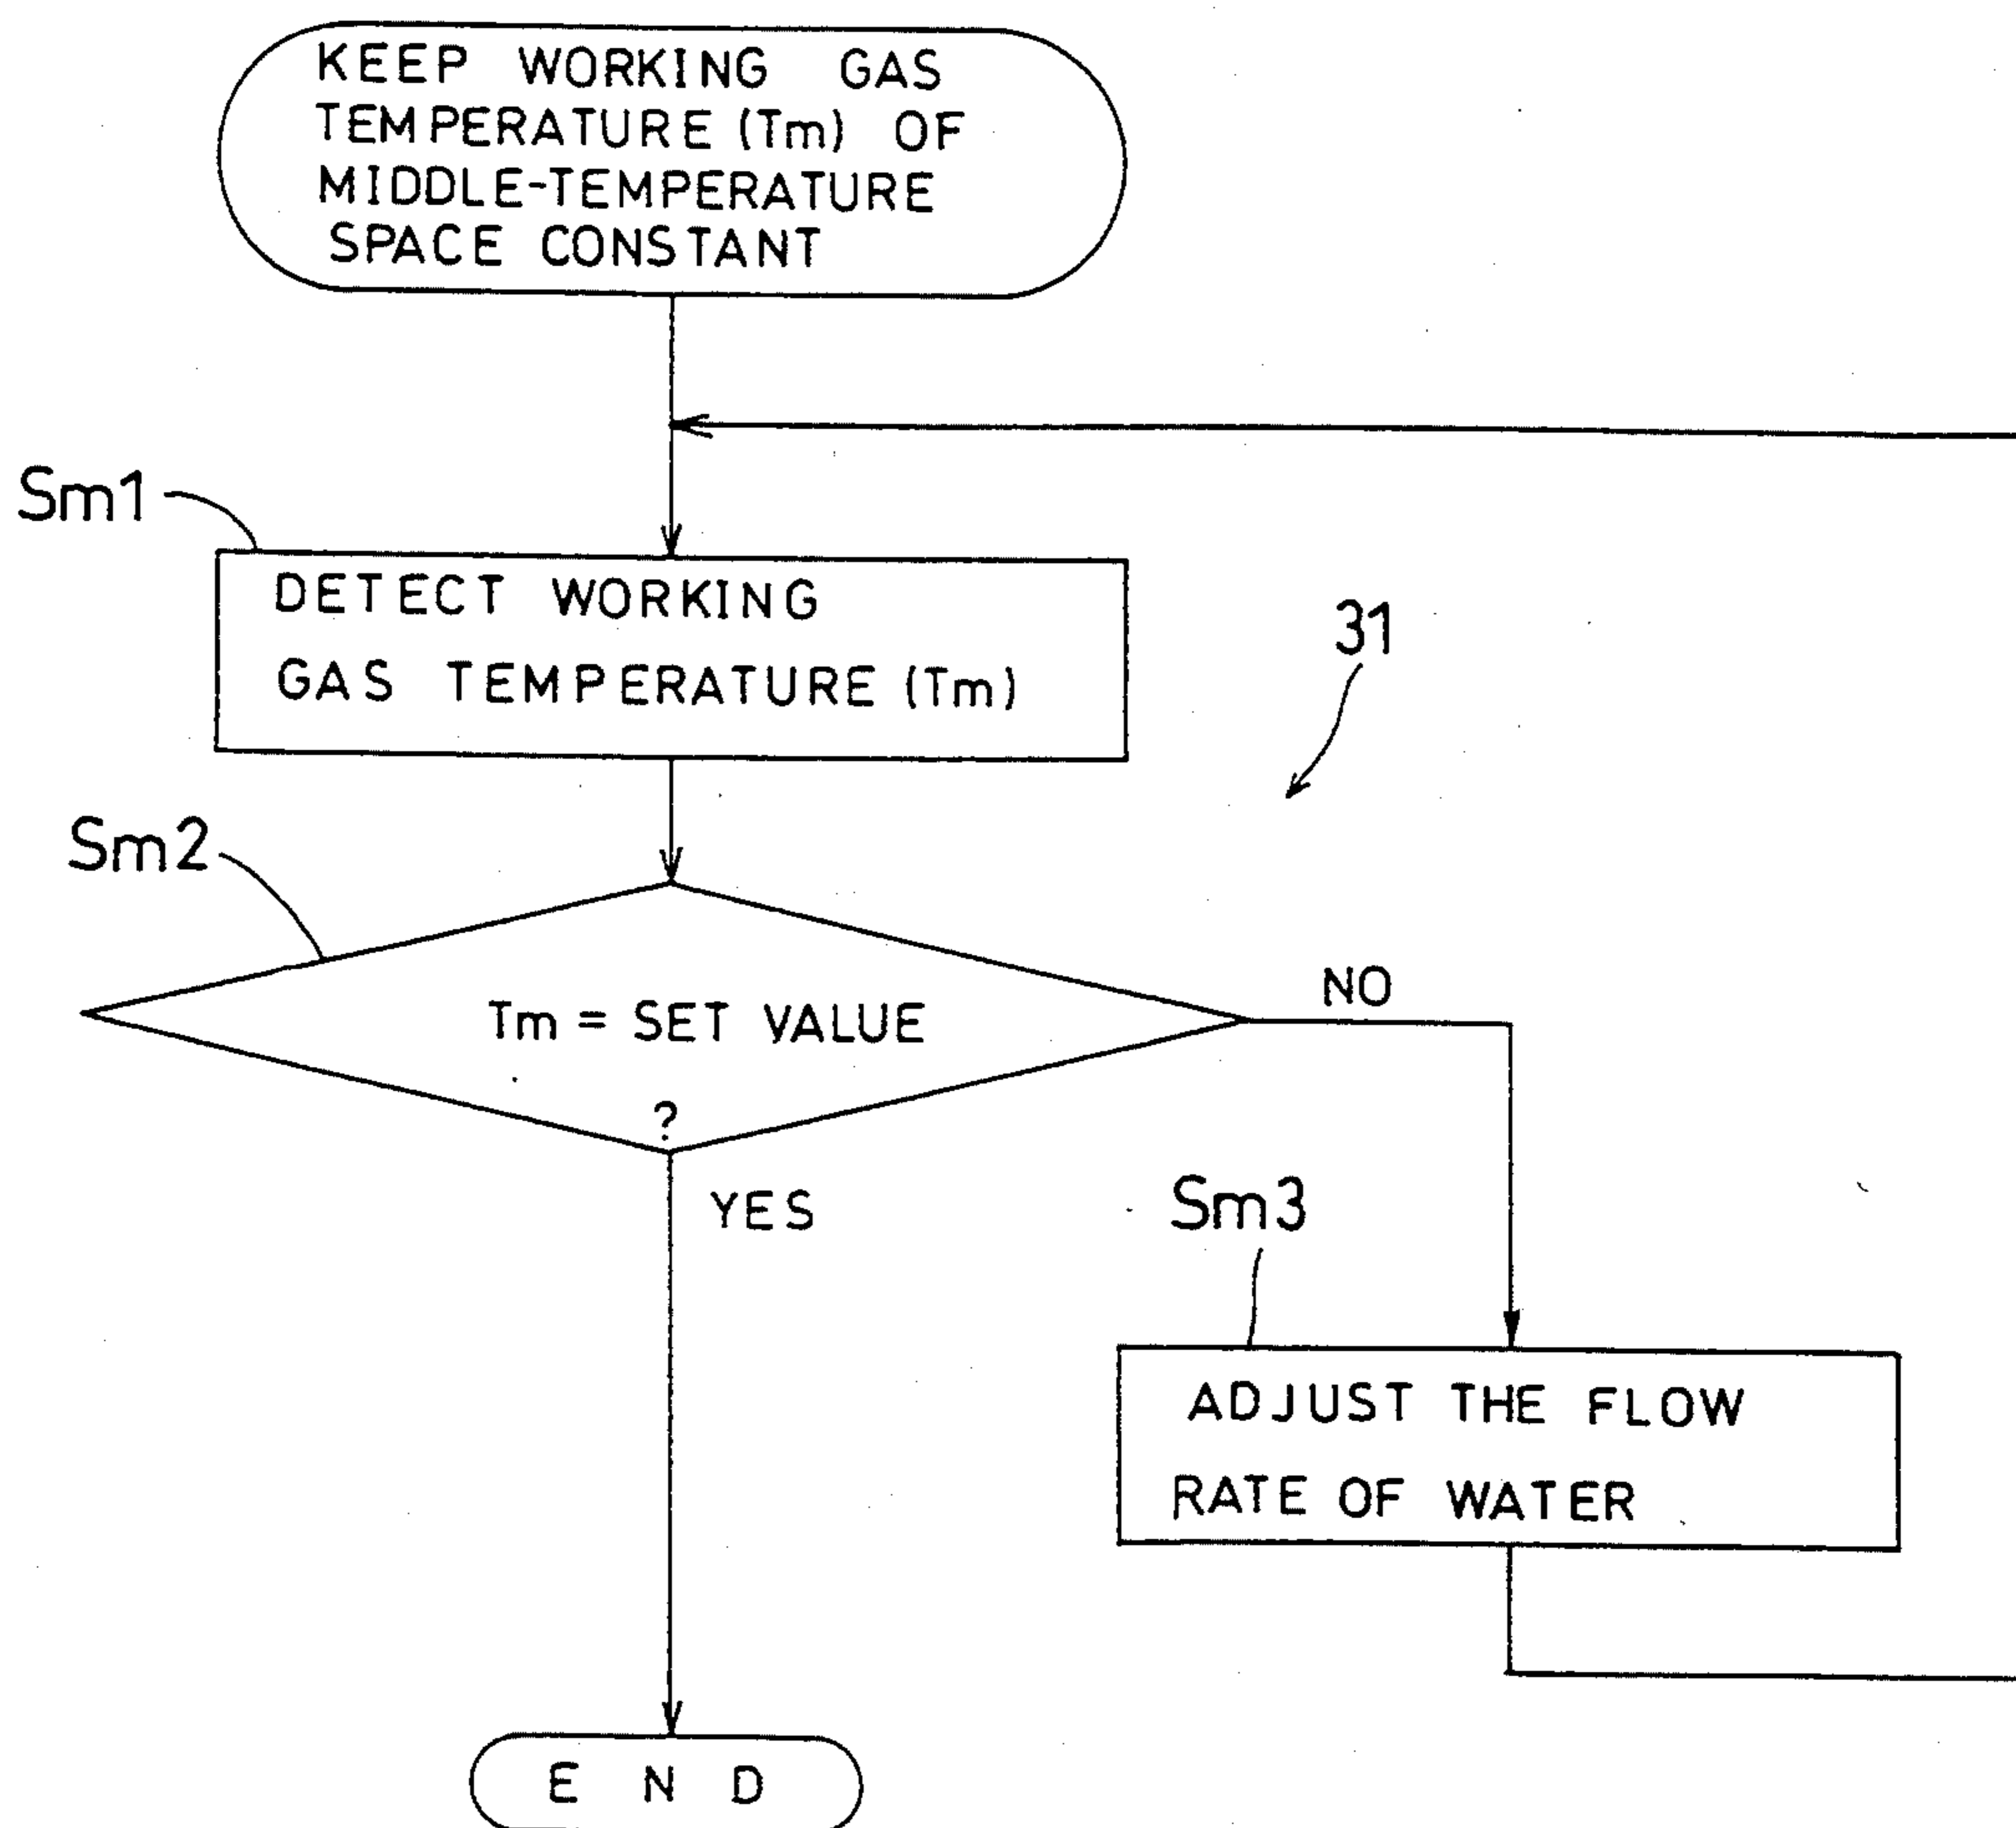 KEEP WORKING GAS
TEMPERATURE (Tm) OF
MIDDLE-TEMPERATURE
SPACE CONSTANT
Sm1
DETECT WORKING
GAS TEMPERATURE (Tm)
31
Sm2
Tm = SET VALUE
?
NO
YES
Sm3
ADJUST THE FLOW
RATE OF WATER
E N D